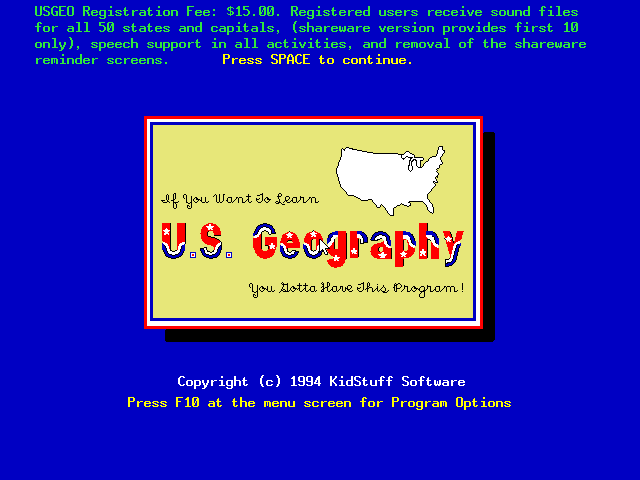 USGEO Registration Fee: $15.00. Registered users receive sound files
for all 50 states and capitals, (shareware version provides first 10
only), speech support in all activities, and removal of the shareware
reminder screens. Press SPACE to continue.
If You Want To Learn
U.S. Geography
You Gotta Have This Program!
Copyright (c) 1994 KidStuff Software
Press F10 at the menu screen for Program Options